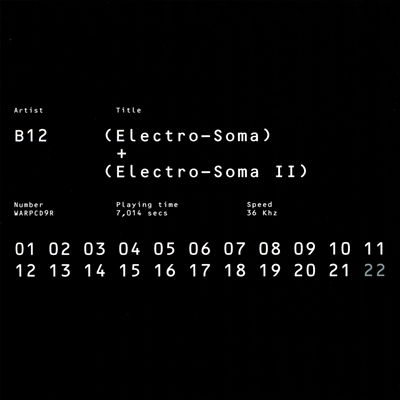 Artist Title
B12 (Electro-Soma)
+
(Electro-Soma II)
Number Playing time Speed
WARPCD9R 7,014 secs 36 Khz
01 02 03 04 05 06 07 08 09 10 11
12 13 14 15 16 17 18 19 20 21 22